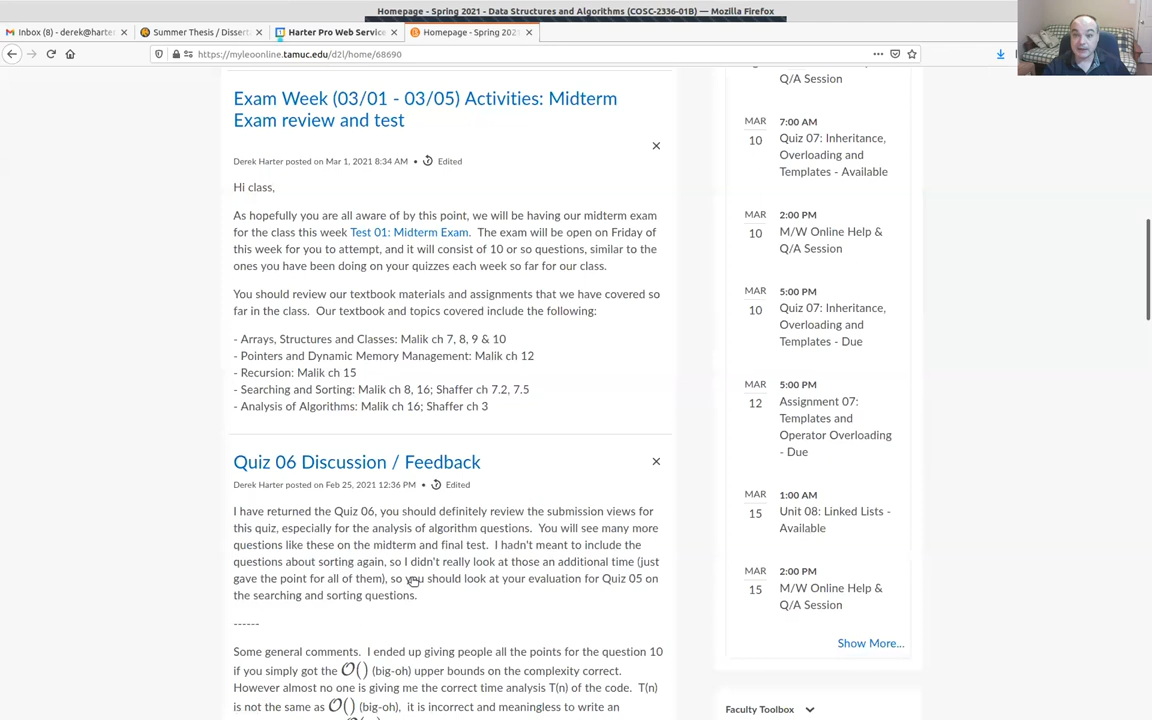 Homepage - Spring 2021 - Data Structures and Algorithms (COSC-2336-01B) — Mozilla Firefox
Inbox (8) - derek@harter
Summer Thesis / Dissert
Harter Pro Web Service
Homepage - Spring 2021
https://myleoonline.tamuc.edu/d2l/home/68690
Exam Week (03/01 - 03/05) Activities: Midterm
Exam review and test
Derek Harter posted on Mar 1, 2021 8:34 AM • Edited
Hi class,
As hopefully you are all aware of by this point, we will be having our midterm exam
for the class this week Test 01: Midterm Exam. The exam will be open on Friday of
this week for you to attempt, and it will consist of 10 or so questions, similar to the
ones you have been doing on your quizzes each week so far for our class.
You should review our textbook materials and assignments that we have covered so
far in the class. Our textbook and topics covered include the following:
- Arrays, Structures and Classes: Malik ch 7, 8, 9 & 10
- Pointers and Dynamic Memory Management: Malik ch 12
- Recursion: Malik ch 15
- Searching and Sorting: Malik ch 8, 16; Shaffer ch 7.2, 7.5
- Analysis of Algorithms: Malik ch 16; Shaffer ch 3
Quiz 06 Discussion / Feedback
Derek Harter posted on Feb 25, 2021 12:36 PM • Edited
I have returned the Quiz 06, you should definitely review the submission views for
this quiz, especially for the analysis of algorithm questions. You will see many more
questions like these on the midterm and final test. I hadn't meant to include the
questions about sorting again, so I didn't really look at those an additional time (just
gave the point for all of them), so you should look at your evaluation for Quiz 05 on
the searching and sorting questions.
------
Some general comments. I ended up giving people all the points for the question 10
if you simply got the O() (big-oh) upper bounds on the complexity correct.
However almost no one is giving me the correct time analysis T(n) of the code. T(n)
is not the same as O() (big-oh), it is incorrect and meaningless to write an
Q/A Session
MAR 10
7:00 AM
Quiz 07: Inheritance,
Overloading and
Templates - Available
MAR 10
2:00 PM
M/W Online Help &
Q/A Session
MAR 10
5:00 PM
Quiz 07: Inheritance,
Overloading and
Templates - Due
MAR 12
5:00 PM
Assignment 07:
Templates and
Operator Overloading
- Due
MAR 15
1:00 AM
Unit 08: Linked Lists -
Available
MAR 15
2:00 PM
M/W Online Help &
Q/A Session
Show More...
Faculty Toolbox